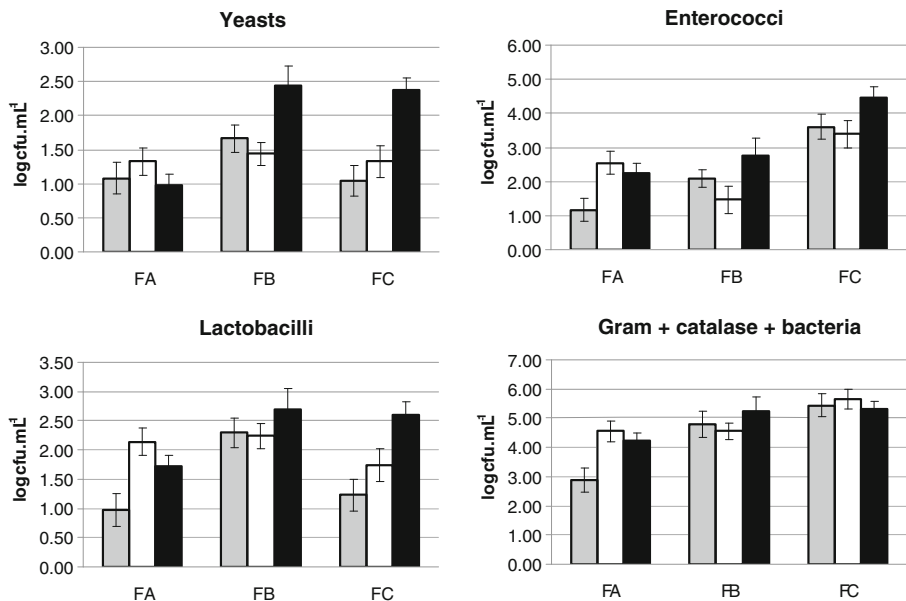 Yeasts
logcfu.mL-1
3.00
2.50
2.00
1.50
1.00
0.50
0.00
FA FB FC
Enterococci
logcfu.mL-1
6.00
5.00
4.00
3.00
2.00
1.00
0.00
FA FB FC
Lactobacilli
logcfu.mL-1
3.50
3.00
2.50
2.00
1.50
1.00
0.50
0.00
FA FB FC
Gram + catalase + bacteria
logcfu.mL-1
7.00
6.00
5.00
4.00
3.00
2.00
1.00
0.00
FA FB FC